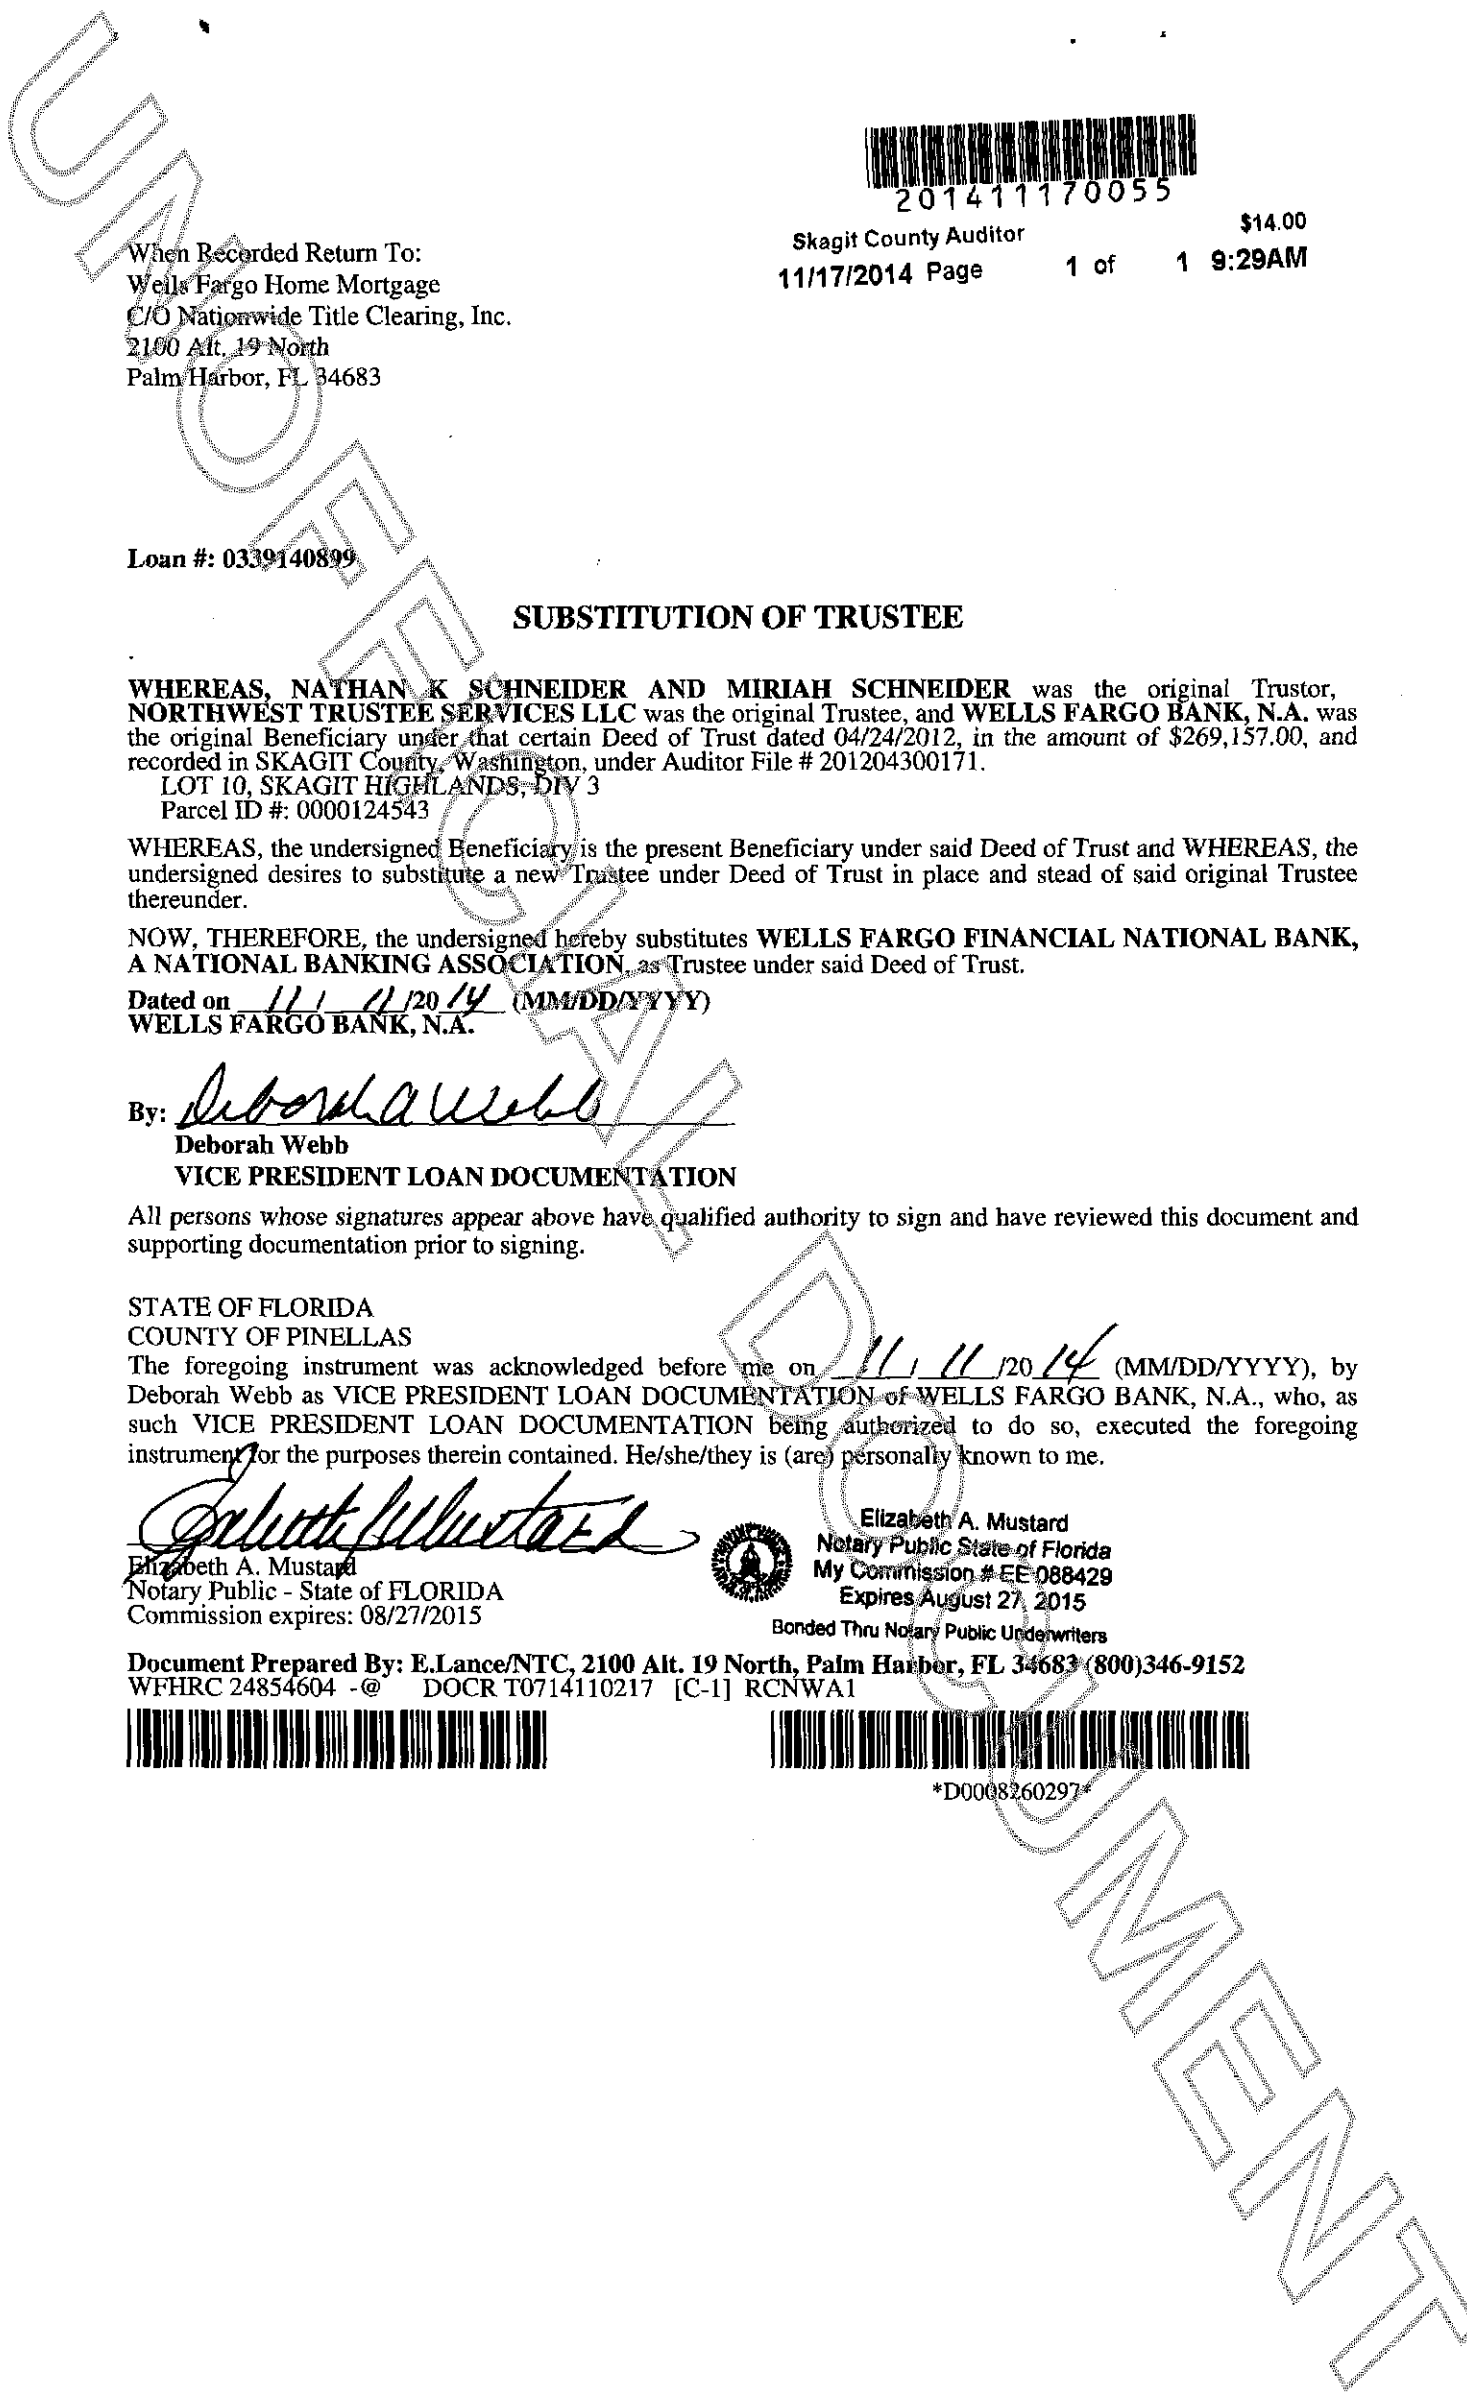 201411170055
Skagit County Auditor $14.00
11/17/2014 Page 1 of 1 9:29AM
When Recorded Return To:
Wells Fargo Home Mortgage
C/O Nationwide Title Clearing, Inc.
2100 Alt. 19 North
Palm Harbor, FL 34683
Loan #: 0339140899
SUBSTITUTION OF TRUSTEE
WHEREAS, NATHAN K SCHNEIDER AND MIRIAH SCHNEIDER was the original Trustor,
NORTHWEST TRUSTEE SERVICES LLC was the original Trustee, and WELLS FARGO BANK, N.A. was
the original Beneficiary under that certain Deed of Trust dated 04/24/2012, in the amount of $269,157.00, and
recorded in SKAGIT County, Washington, under Auditor File # 201204300171.
LOT 10, SKAGIT HIGHLANDS, DIV 3
Parcel ID #: 0000124543
WHEREAS, the undersigned Beneficiary is the present Beneficiary under said Deed of Trust and WHEREAS, the
undersigned desires to substitute a new Trustee under Deed of Trust in place and stead of said original Trustee
thereunder.
NOW, THEREFORE, the undersigned hereby substitutes WELLS FARGO FINANCIAL NATIONAL BANK,
A NATIONAL BANKING ASSOCIATION, as Trustee under said Deed of Trust.
Dated on 11 / 11 /20 14 (MM/DD/YYYY)
WELLS FARGO BANK, N.A.
By: Deborah A Webb
Deborah Webb
VICE PRESIDENT LOAN DOCUMENTATION
All persons whose signatures appear above have qualified authority to sign and have reviewed this document and
supporting documentation prior to signing.
STATE OF FLORIDA
COUNTY OF PINELLAS
The foregoing instrument was acknowledged before me on 11 / 11 /20 14 (MM/DD/YYYY), by
Deborah Webb as VICE PRESIDENT LOAN DOCUMENTATION of WELLS FARGO BANK, N.A., who, as
such VICE PRESIDENT LOAN DOCUMENTATION being authorized to do so, executed the foregoing
instrument for the purposes therein contained. He/she/they is (are) personally known to me.
Elizabeth A Mustard
Elizabeth A. Mustard
Notary Public - State of FLORIDA
Commission expires: 08/27/2015
Elizabeth A. Mustard
Notary Public State of Florida
My Commission # EE 088429
Expires August 27, 2015
Bonded Thru Notary Public Underwriters
Document Prepared By: E.Lance/NTC, 2100 Alt. 19 North, Palm Harbor, FL 34683 (800)346-9152
WFHRC 24854604 -@ DOCR T0714110217 [C-1] RCNWA1
*D0008260297*
UNOFFICIAL DOCUMENT